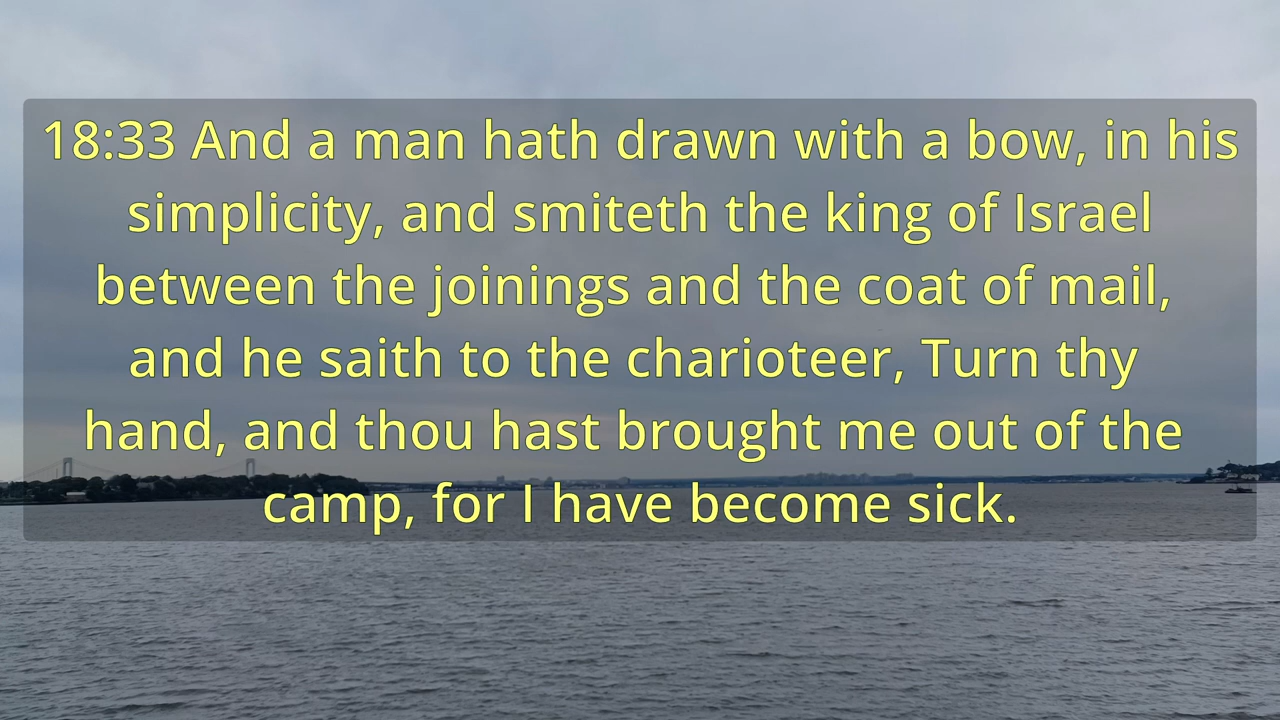 18:33 And a man hath drawn with a bow, in his
simplicity, and smiteth the king of Israel
between the joinings and the coat of mail,
and he saith to the charioteer, Turn thy
hand, and thou hast brought me out of the
camp, for I have become sick.